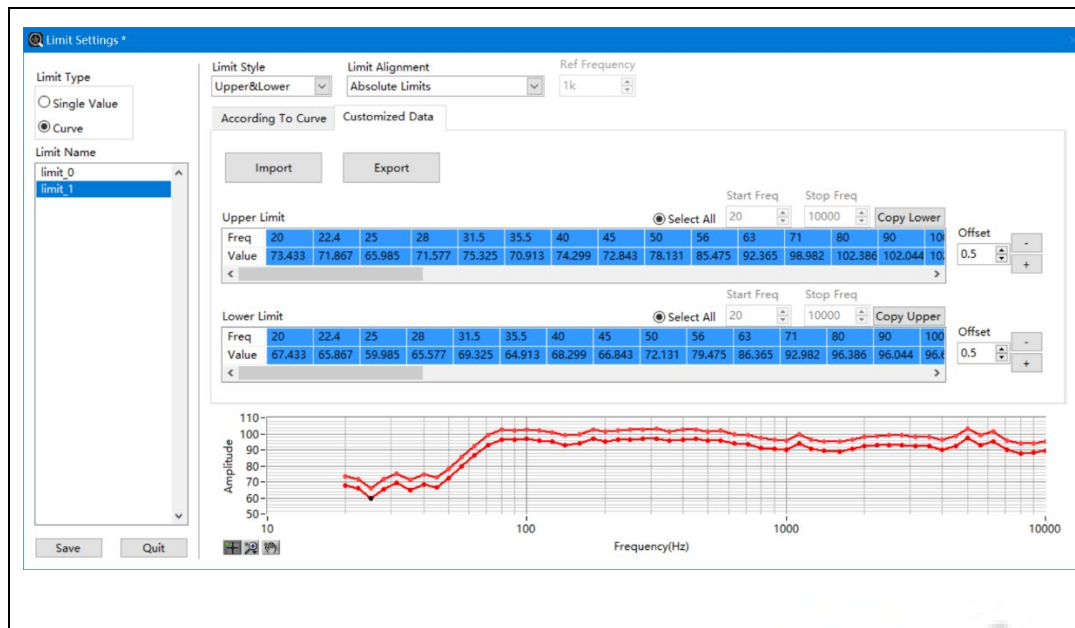 Limit Settings *
Limit Type
Single Value
Curve
Limit Name
limit_0
limit_1
Save Quit
Limit Style Limit Alignment Ref Frequency
Upper&Lower Absolute Limits 1k
According To Curve Customized Data
Import Export
Start Freq Stop Freq
Upper Limit Select All 20 10000 Copy Lower
Freq 20 22.4 25 28 31.5 35.5 40 45 50 56 63 71 80 90 Offset
Value 73.433 71.867 65.985 71.577 75.325 70.913 74.299 72.843 78.131 85.475 92.365 98.982 102.386 102.044 0.5 - +
Start Freq Stop Freq
Lower Limit Select All 20 10000 Copy Upper
Freq 20 22.4 25 28 31.5 35.5 40 45 50 56 63 71 80 90 100 Offset
Value 67.433 65.867 59.985 65.577 69.325 64.913 68.299 66.843 72.131 79.475 86.365 92.982 96.386 96.044 0.5 - +
110
100
90
80
70
60
50
Amplitude
10 100 1000 10000
Frequency(Hz)